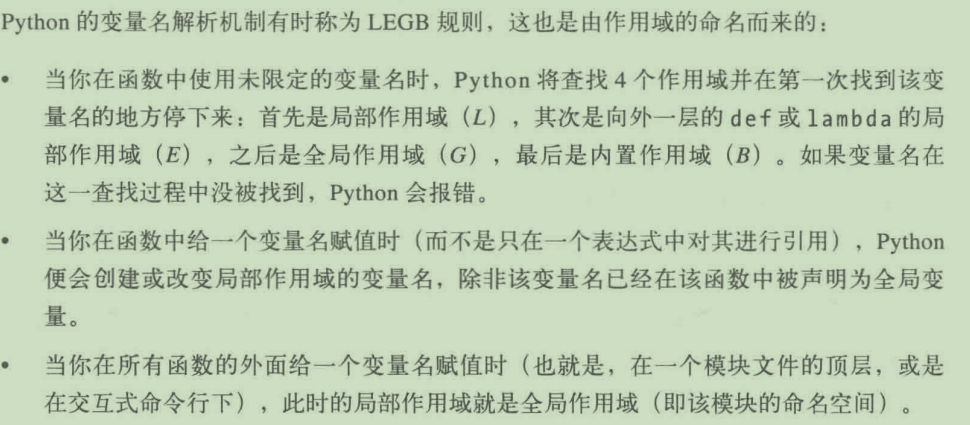 Python 的变量名解析机制有时称为 LEGB 规则，这也是由作用域的命名而来的：
• 当你在函数中使用未限定的变量名时，Python 将查找 4 个作用域并在第一次找到该变
量名的地方停下来：首先是局部作用域（L），其次是向外一层的 def 或 lambda 的局
部作用域（E），之后是全局作用域（G），最后是内置作用域（B）。如果变量名在
这一查找过程中没被找到，Python 会报错。
• 当你在函数中给一个变量名赋值时（而不是只在一个表达式中对其进行引用），Python
便会创建或改变局部作用域的变量名，除非该变量名已经在该函数中被声明为全局变
量。
• 当你在所有函数的外面给一个变量名赋值时（也就是，在一个模块文件的顶层，或是
在交互式命令行下），此时的局部作用域就是全局作用域（即该模块的命名空间）。